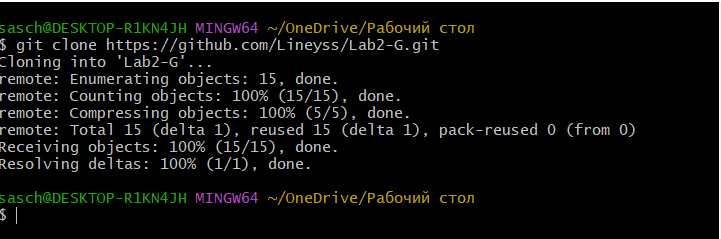 sasch@DESKTOP-R1KN4JH MINGW64 ~/OneDrive/Рабочий стол
$ git clone https://github.com/Lineyss/Lab2-G.git
Cloning into 'Lab2-G'...
remote: Enumerating objects: 15, done.
remote: Counting objects: 100% (15/15), done.
remote: Compressing objects: 100% (5/5), done.
remote: Total 15 (delta 1), reused 15 (delta 1), pack-reused 0 (from 0)
Receiving objects: 100% (15/15), done.
Resolving deltas: 100% (1/1), done.
sasch@DESKTOP-R1KN4JH MINGW64 ~/OneDrive/Рабочий стол
$